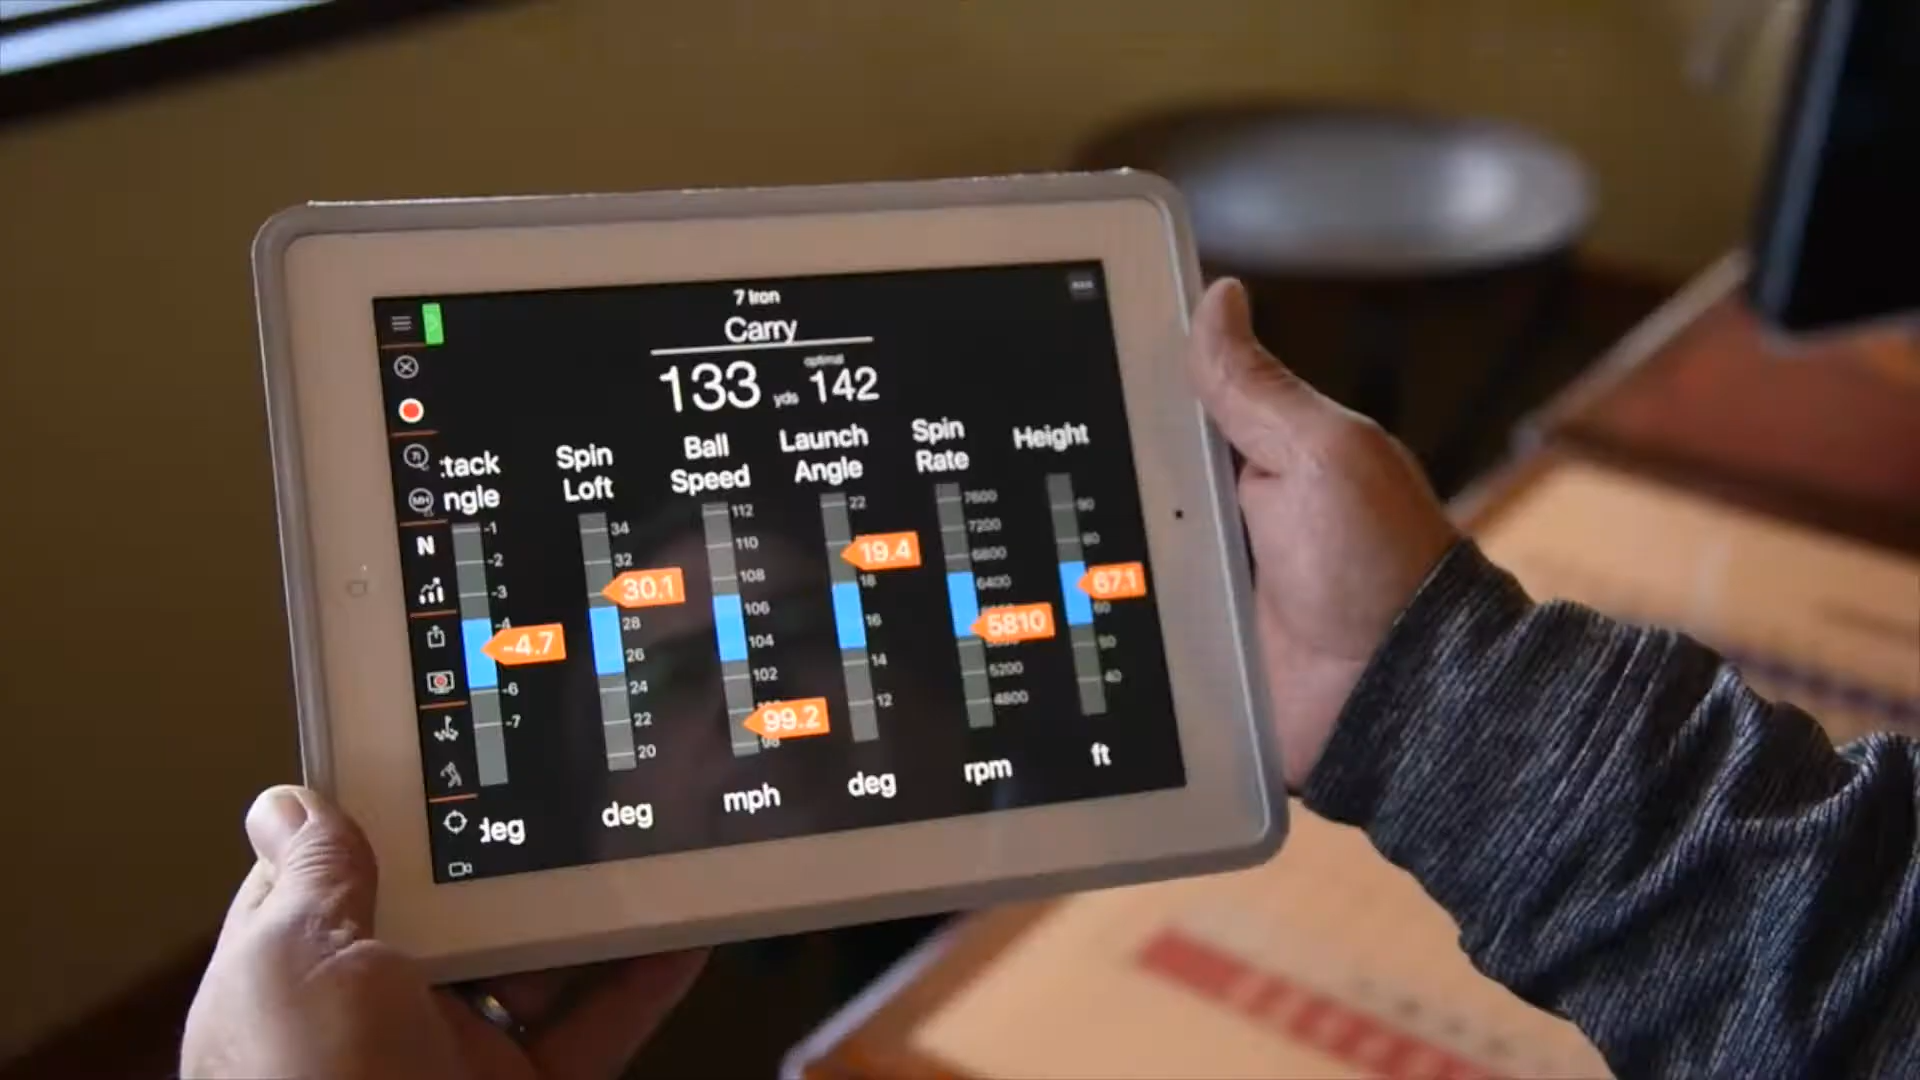 7 Iron
Carry
optimal
133 yds 142
:tack
ngle
Spin
Loft
Ball
Speed
Launch
Angle
Spin
Rate
Height
-1
-2
-3
-4
-4.7
-6
-7
deg
34
32
30.1
28
26
24
22
20
deg
112
110
108
106
104
102
99.2
98
mph
22
19.4
18
16
14
12
deg
7600
7200
6800
6400
5810
5200
4800
rpm
90
80
67.1
60
50
40
ft
N
MH